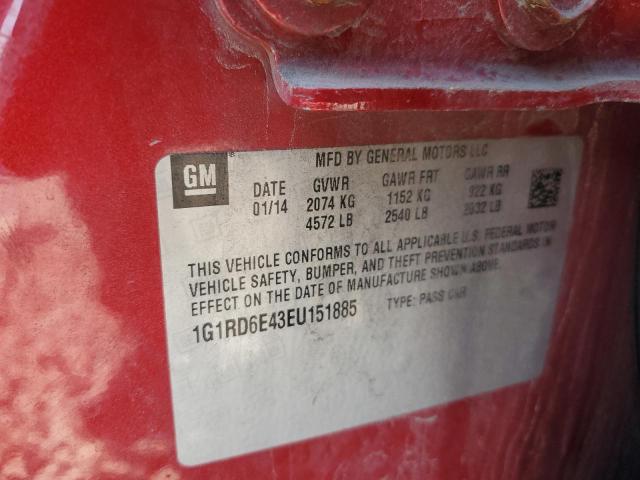 GM
MFD BY GENERAL MOTORS LLC
DATE GVWR GAWR FRT GAWR RR
01/14 2074 KG 1152 KG 922 KG
4572 LB 2540 LB 2032 LB
THIS VEHICLE CONFORMS TO ALL APPLICABLE U.S. FEDERAL MOTOR
VEHICLE SAFETY, BUMPER, AND THEFT PREVENTION STANDARDS IN
EFFECT ON THE DATE OF MANUFACTURE SHOWN ABOVE.
1G1RD6E43EU151885 TYPE: PASS CAR